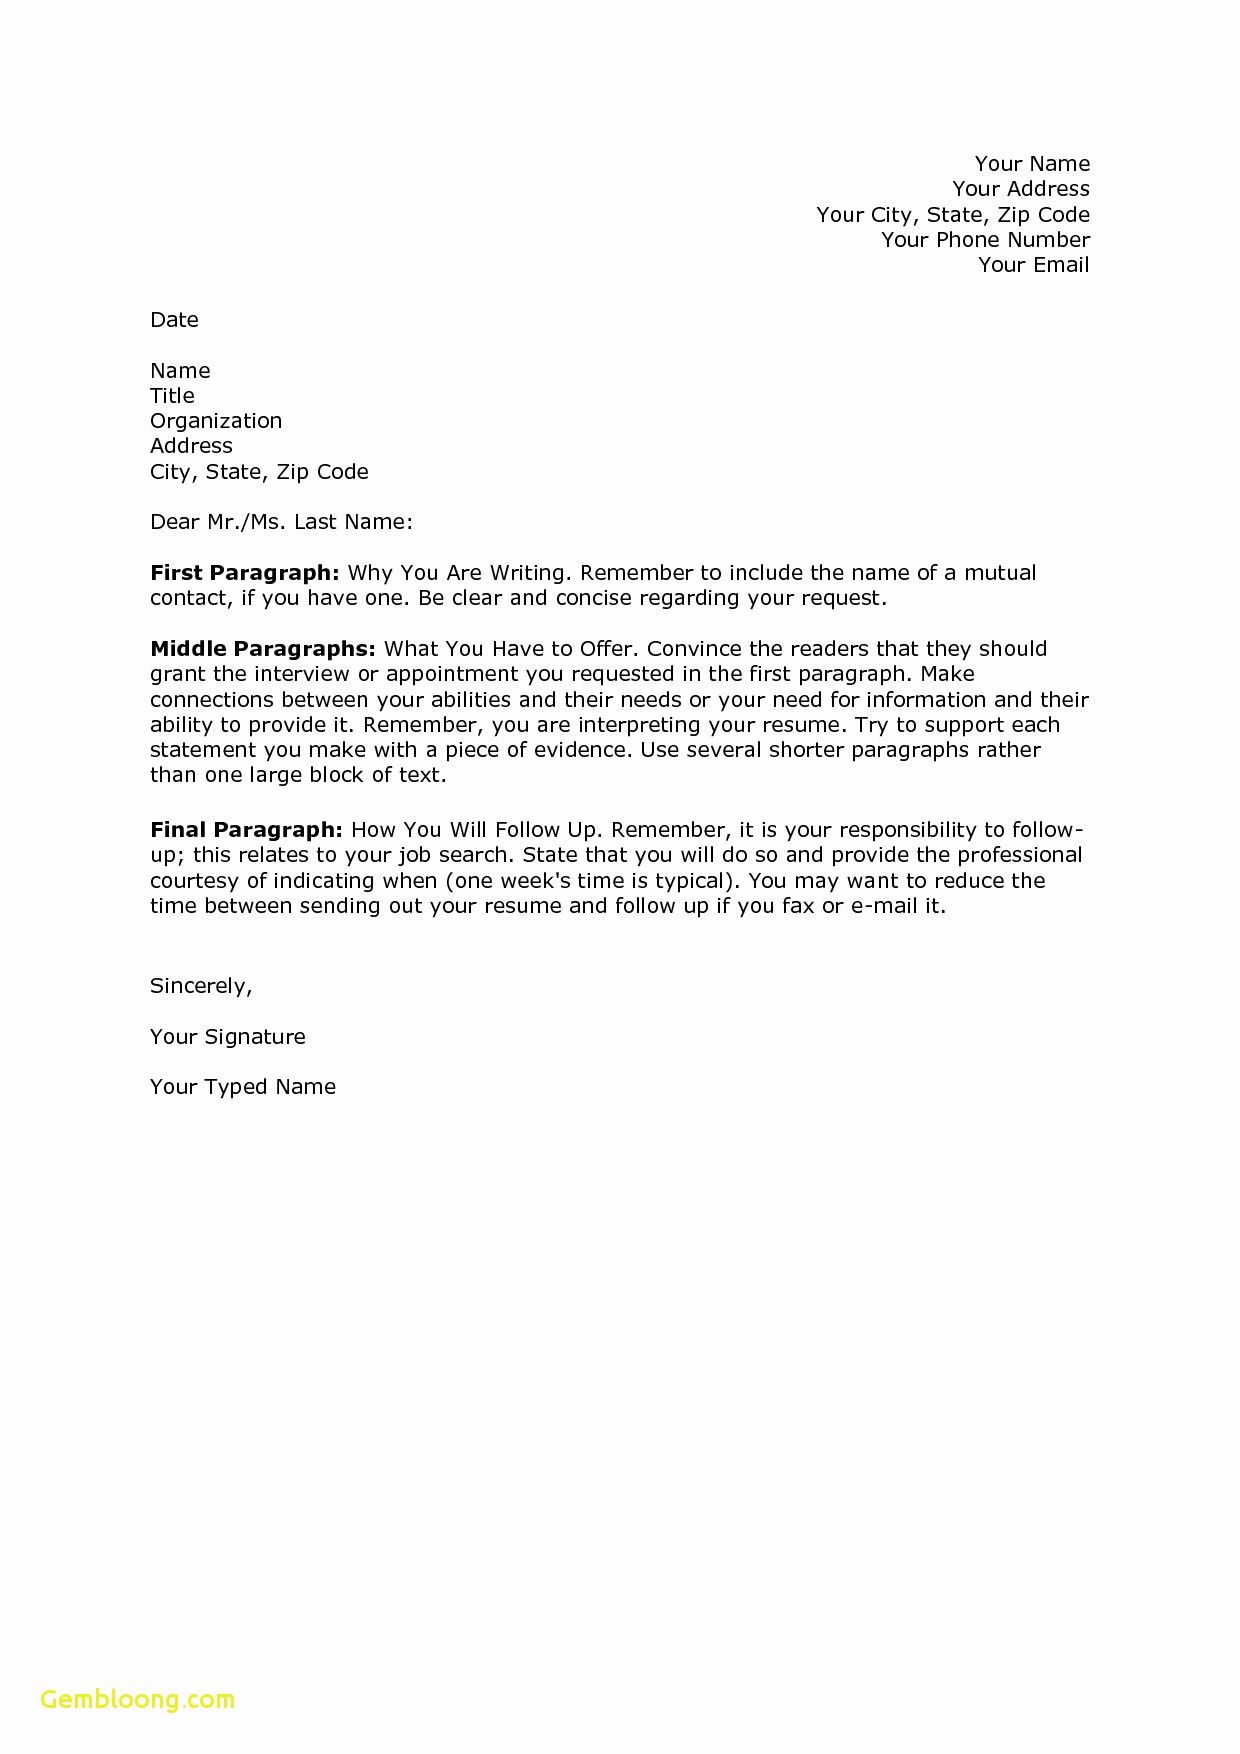 Your Name
Your Address
Your City, State, Zip Code
Your Phone Number
Your Email
Date
Name
Title
Organization
Address
City, State, Zip Code
Dear Mr./Ms. Last Name:
First Paragraph: Why You Are Writing. Remember to include the name of a mutual
contact, if you have one. Be clear and concise regarding your request.
Middle Paragraphs: What You Have to Offer. Convince the readers that they should
grant the interview or appointment you requested in the first paragraph. Make
connections between your abilities and their needs or your need for information and their
ability to provide it. Remember, you are interpreting your resume. Try to support each
statement you make with a piece of evidence. Use several shorter paragraphs rather
than one large block of text.
Final Paragraph: How You Will Follow Up. Remember, it is your responsibility to follow-
up; this relates to your job search. State that you will do so and provide the professional
courtesy of indicating when (one week's time is typical). You may want to reduce the
time between sending out your resume and follow up if you fax or e-mail it.
Sincerely,
Your Signature
Your Typed Name
Gembloong.com